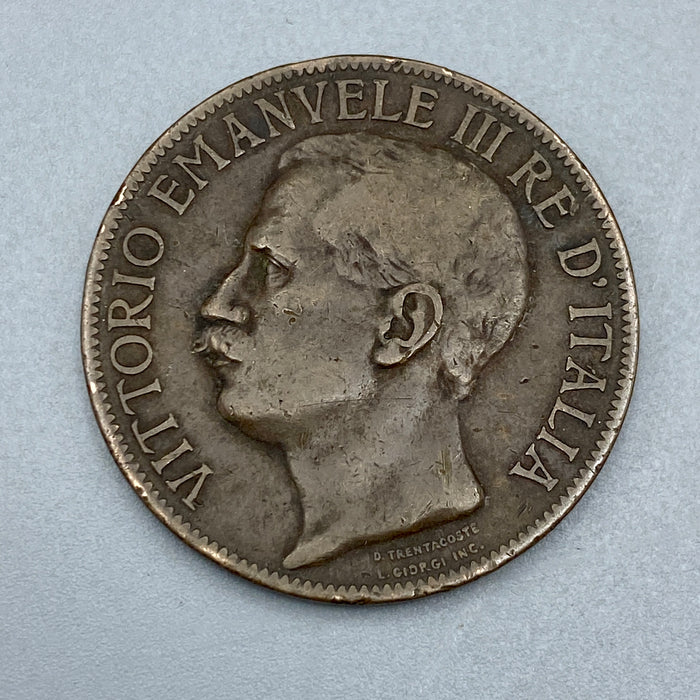 VITTORIO EMANVELE III RE D'ITALIA
D. TRENTACOSTE
L. GIORGI INC.